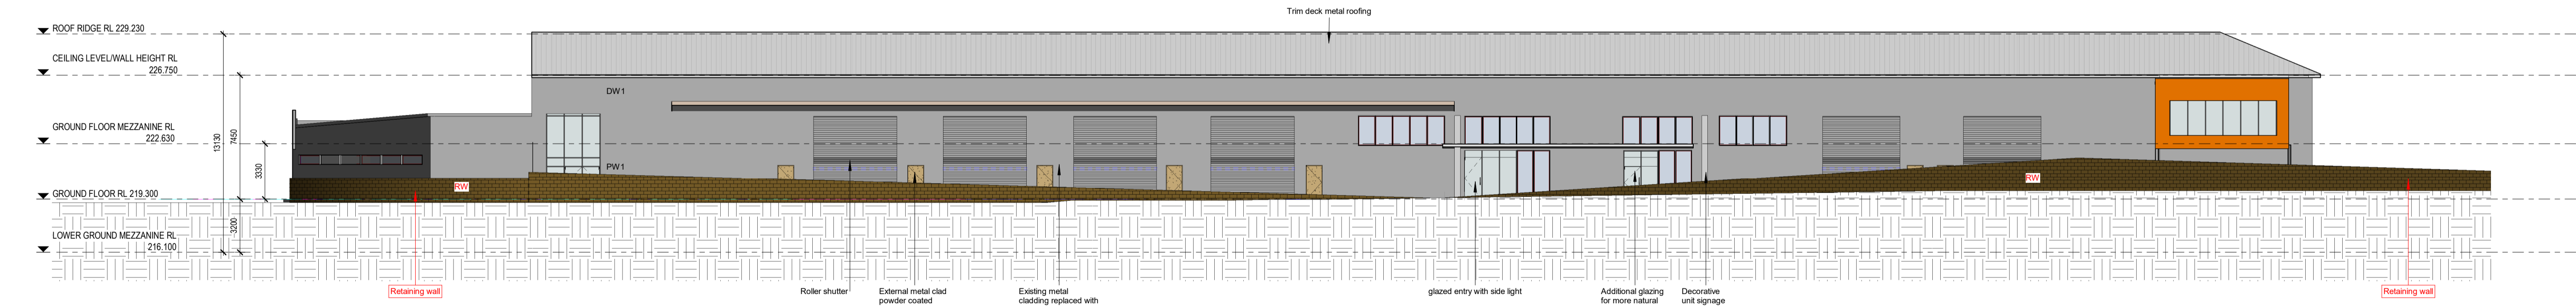 Trim deck metal roofing
ROOF RIDGE RL 229.230
CEILING LEVEL/WALL HEIGHT RL
226.750
DW1
GROUND FLOOR MEZZANINE RL
222.630
13130
7450
3330
PW1
RW
RW
GROUND FLOOR RL 219.300
3200
LOWER GROUND MEZZANINE RL
216.100
Retaining wall
Roller shutter
External metal clad
powder coated
Existing metal
cladding replaced with
glazed entry with side light
Additional glazing
for more natural
Decorative
unit signage
Retaining wall